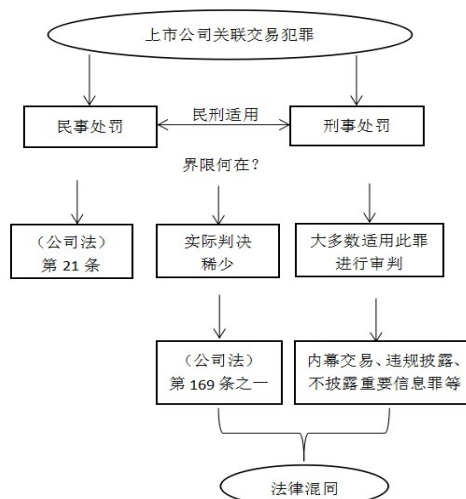 上市公司关联交易犯罪
民事处罚
民刑适用
刑事处罚
界限何在？
（公司法）
第 21 条
实际判决
稀少
大多数适用此罪
进行审判
（公司法）
第 169 条之一
内幕交易、违规披露、
不披露重要信息罪等
法律混同